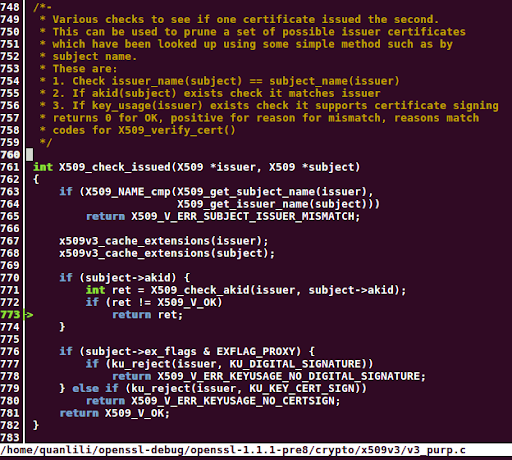 748 /*-
749  * Various checks to see if one certificate issued the second.
750  * This can be used to prune a set of possible issuer certificates
751  * which have been looked up using some simple method such as by
752  * subject name.
753  * These are:
754  * 1. Check issuer_name(subject) == subject_name(issuer)
755  * 2. If akid(subject) exists check it matches issuer
756  * 3. If key_usage(issuer) exists check it supports certificate signing
757  * returns 0 for OK, positive for reason for mismatch, reasons match
758  * codes for X509_verify_cert()
759  */
760
761 int X509_check_issued(X509 *issuer, X509 *subject)
762 {
763     if (X509_NAME_cmp(X509_get_subject_name(issuer),
764                       X509_get_issuer_name(subject)))
765         return X509_V_ERR_SUBJECT_ISSUER_MISMATCH;
766
767     x509v3_cache_extensions(issuer);
768     x509v3_cache_extensions(subject);
769
770     if (subject->akid) {
771         int ret = X509_check_akid(issuer, subject->akid);
772         if (ret != X509_V_OK)
773->            return ret;
774     }
775
776     if (subject->ex_flags & EXFLAG_PROXY) {
777         if (ku_reject(issuer, KU_DIGITAL_SIGNATURE))
778             return X509_V_ERR_KEYUSAGE_NO_DIGITAL_SIGNATURE;
779     } else if (ku_reject(issuer, KU_KEY_CERT_SIGN))
780         return X509_V_ERR_KEYUSAGE_NO_CERTSIGN;
781     return X509_V_OK;
782 }
783
/home/quanlili/openssl-debug/openssl-1.1.1-pre8/crypto/x509v3/v3_purp.c